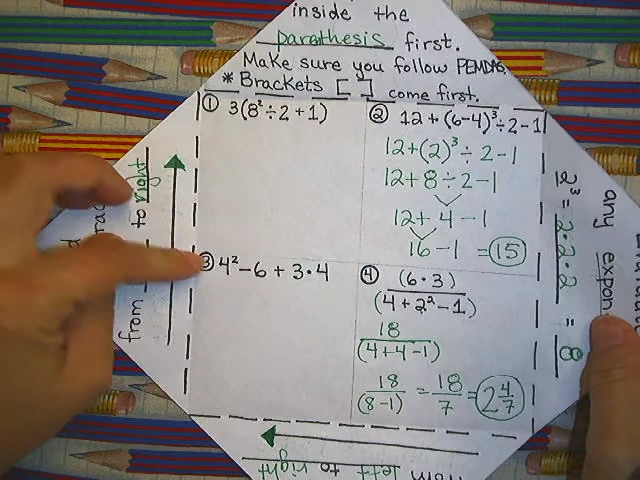 inside the
parenthesis first.
Make sure you follow PEMDAS.
* Brackets [ ] come first.
① 3(8² ÷ 2 + 1)
② 12 + (6-4)³ ÷ 2 - 1
12 + (2)³ ÷ 2 - 1
12 + 8 ÷ 2 - 1
12 + 4 - 1
16 - 1 = 15
③ 4² - 6 + 3 • 4
④ (6 • 3)
(4 + 2² - 1)
18
(4 + 4 - 1)
18 = 18 = 2 4/7
(8 - 1) 7
any expon
2³ = 2 • 2 • 2 = 8
from left to right
from
to right